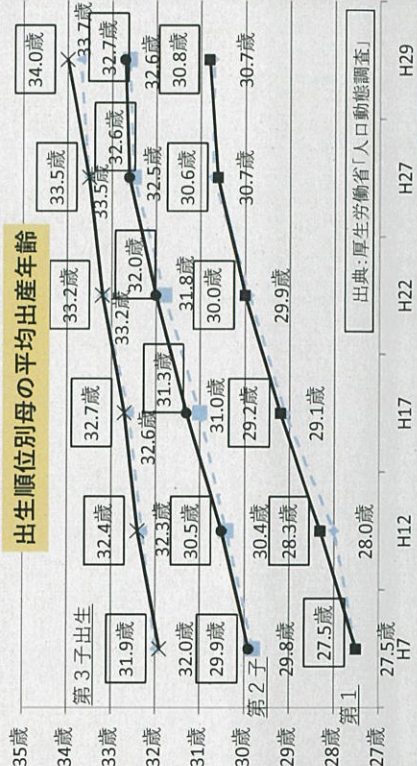 出生順位別母の平均出産年齢
35歳
34歳
33歳
32歳
31歳
30歳
29歳
28歳
27歳
第3子出生
31.9歳
32.4歳
32.7歳
33.2歳
33.5歳
34.0歳
32.0歳
32.3歳
32.6歳
33.2歳
33.5歳
33.7歳
第2子
29.9歳
30.5歳
31.3歳
32.0歳
32.6歳
32.7歳
29.8歳
30.4歳
31.0歳
31.8歳
32.5歳
32.6歳
第1
27.5歳
28.3歳
29.2歳
30.0歳
30.6歳
30.8歳
27.5歳
28.0歳
29.1歳
29.9歳
30.7歳
30.7歳
出典:厚生労働省「人口動態調査」
H7
H12
H17
H22
H27
H29